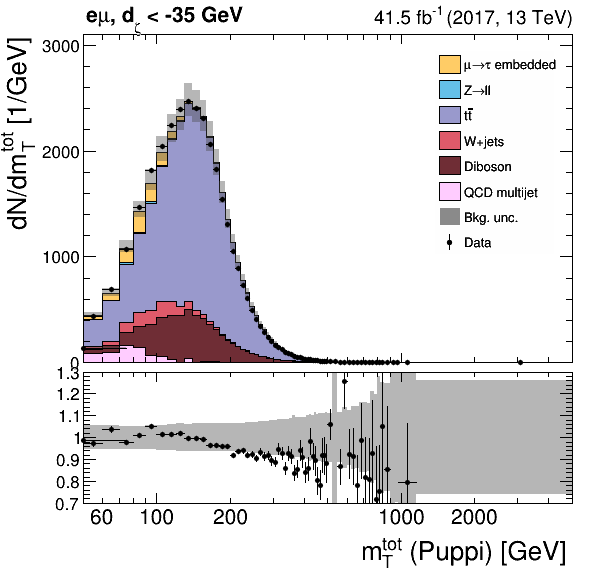 eμ, d_ζ < -35 GeV
41.5 fb⁻¹ (2017, 13 TeV)
dN/dm_T^tot [1/GeV]
3000
2000
1000
0
μ→τ embedded
Z→ll
tt̄
W+jets
Diboson
QCD multijet
Bkg. unc.
Data
1.3
1.2
1.1
1
0.9
0.8
0.7
60 100 200 1000 2000
m_T^tot (Puppi) [GeV]